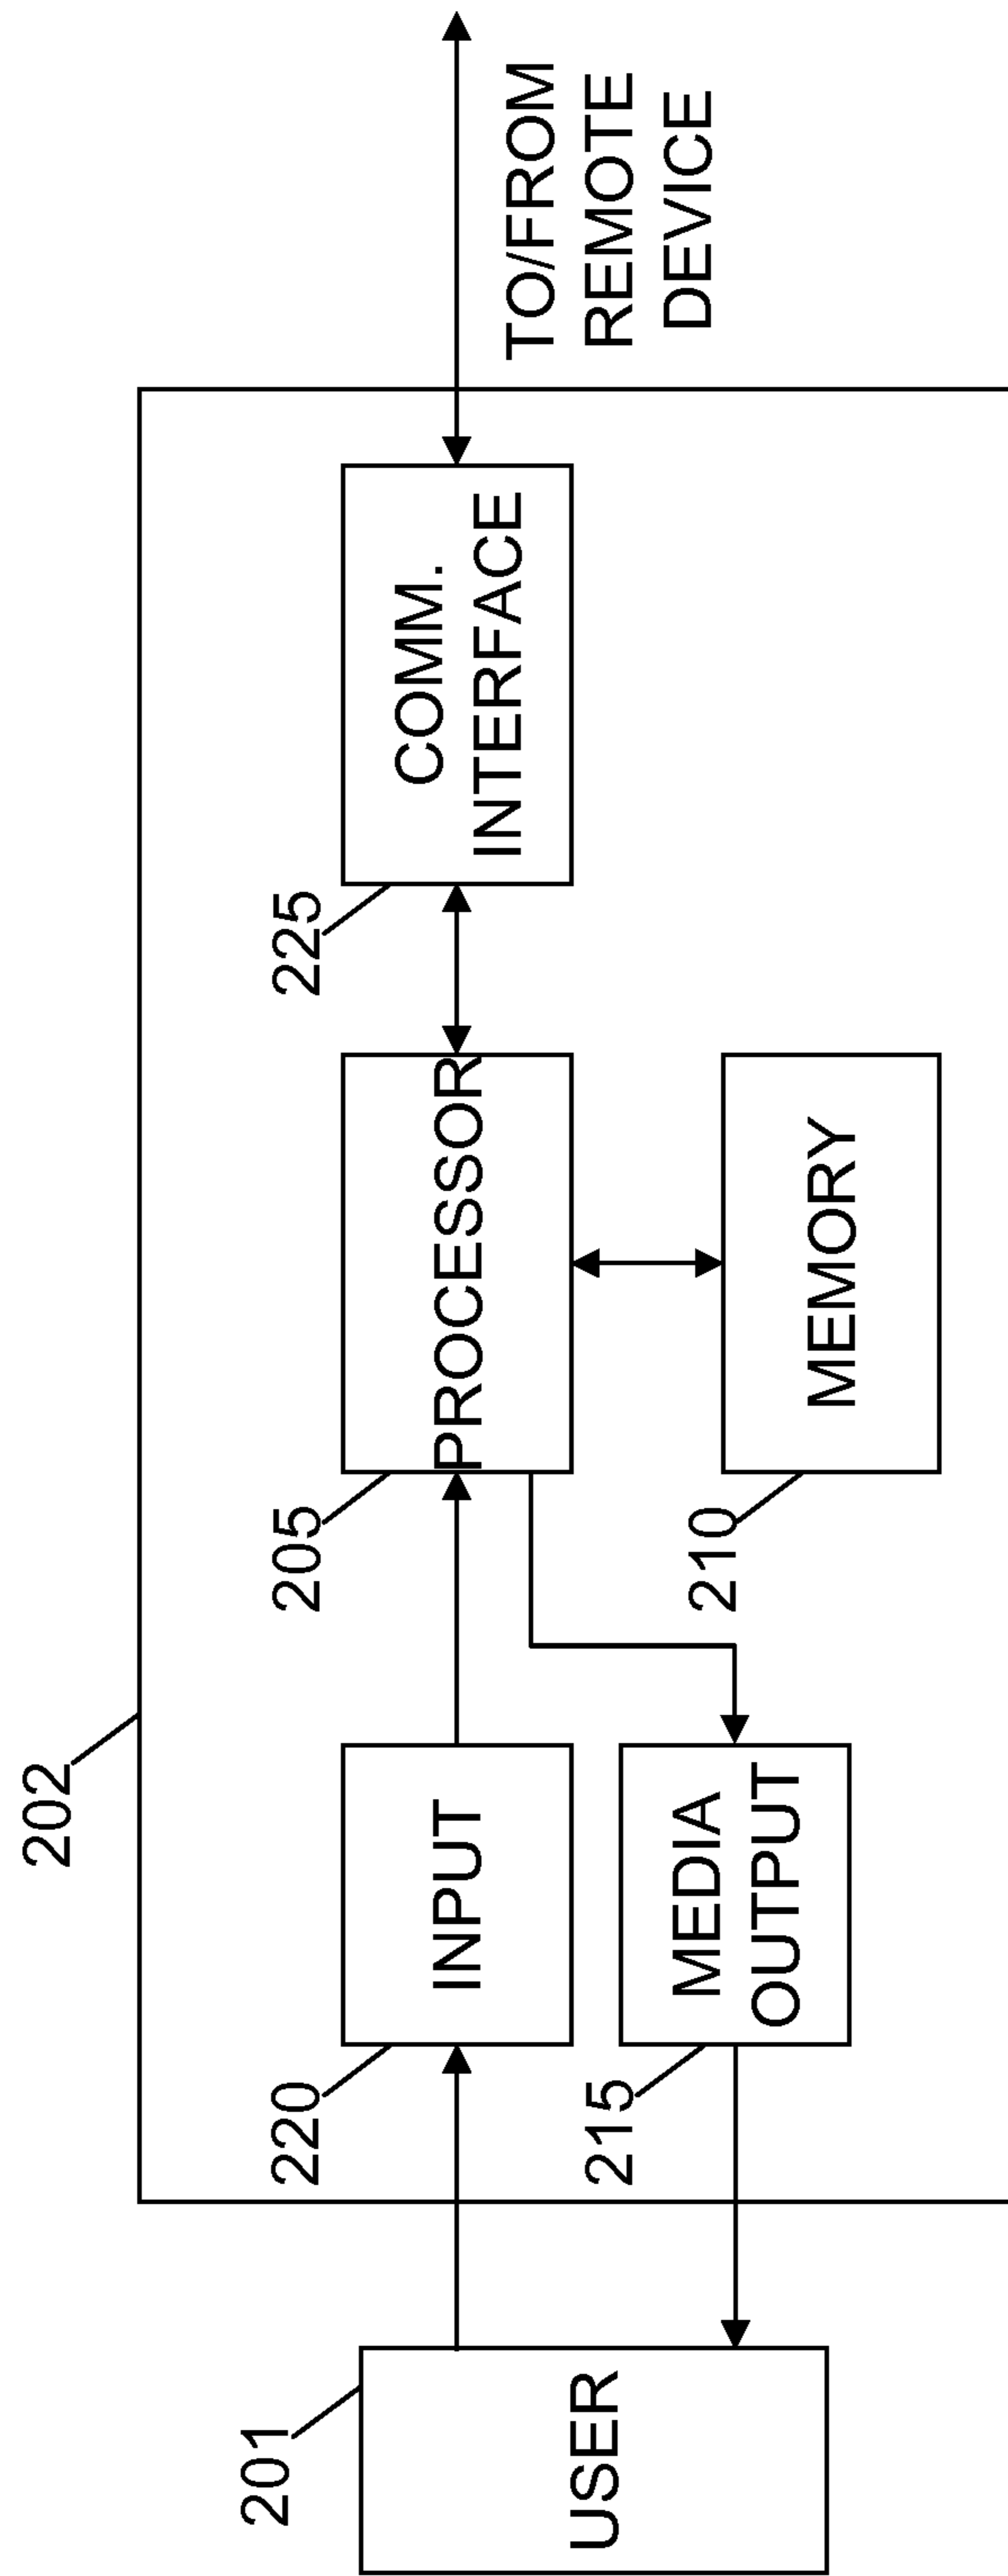 202
201
USER
220
INPUT
215
MEDIA
OUTPUT
205
PROCESSOR
210
MEMORY
225
COMM.
INTERFACE
TO/FROM
REMOTE
DEVICE